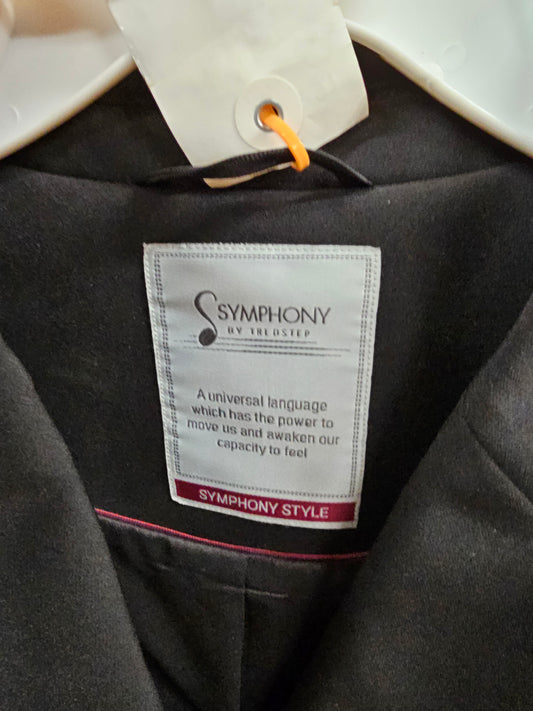 SYMPHONY
BY TREDSTEP
A universal language
which has the power to
move us and awaken our
capacity to feel
SYMPHONY STYLE